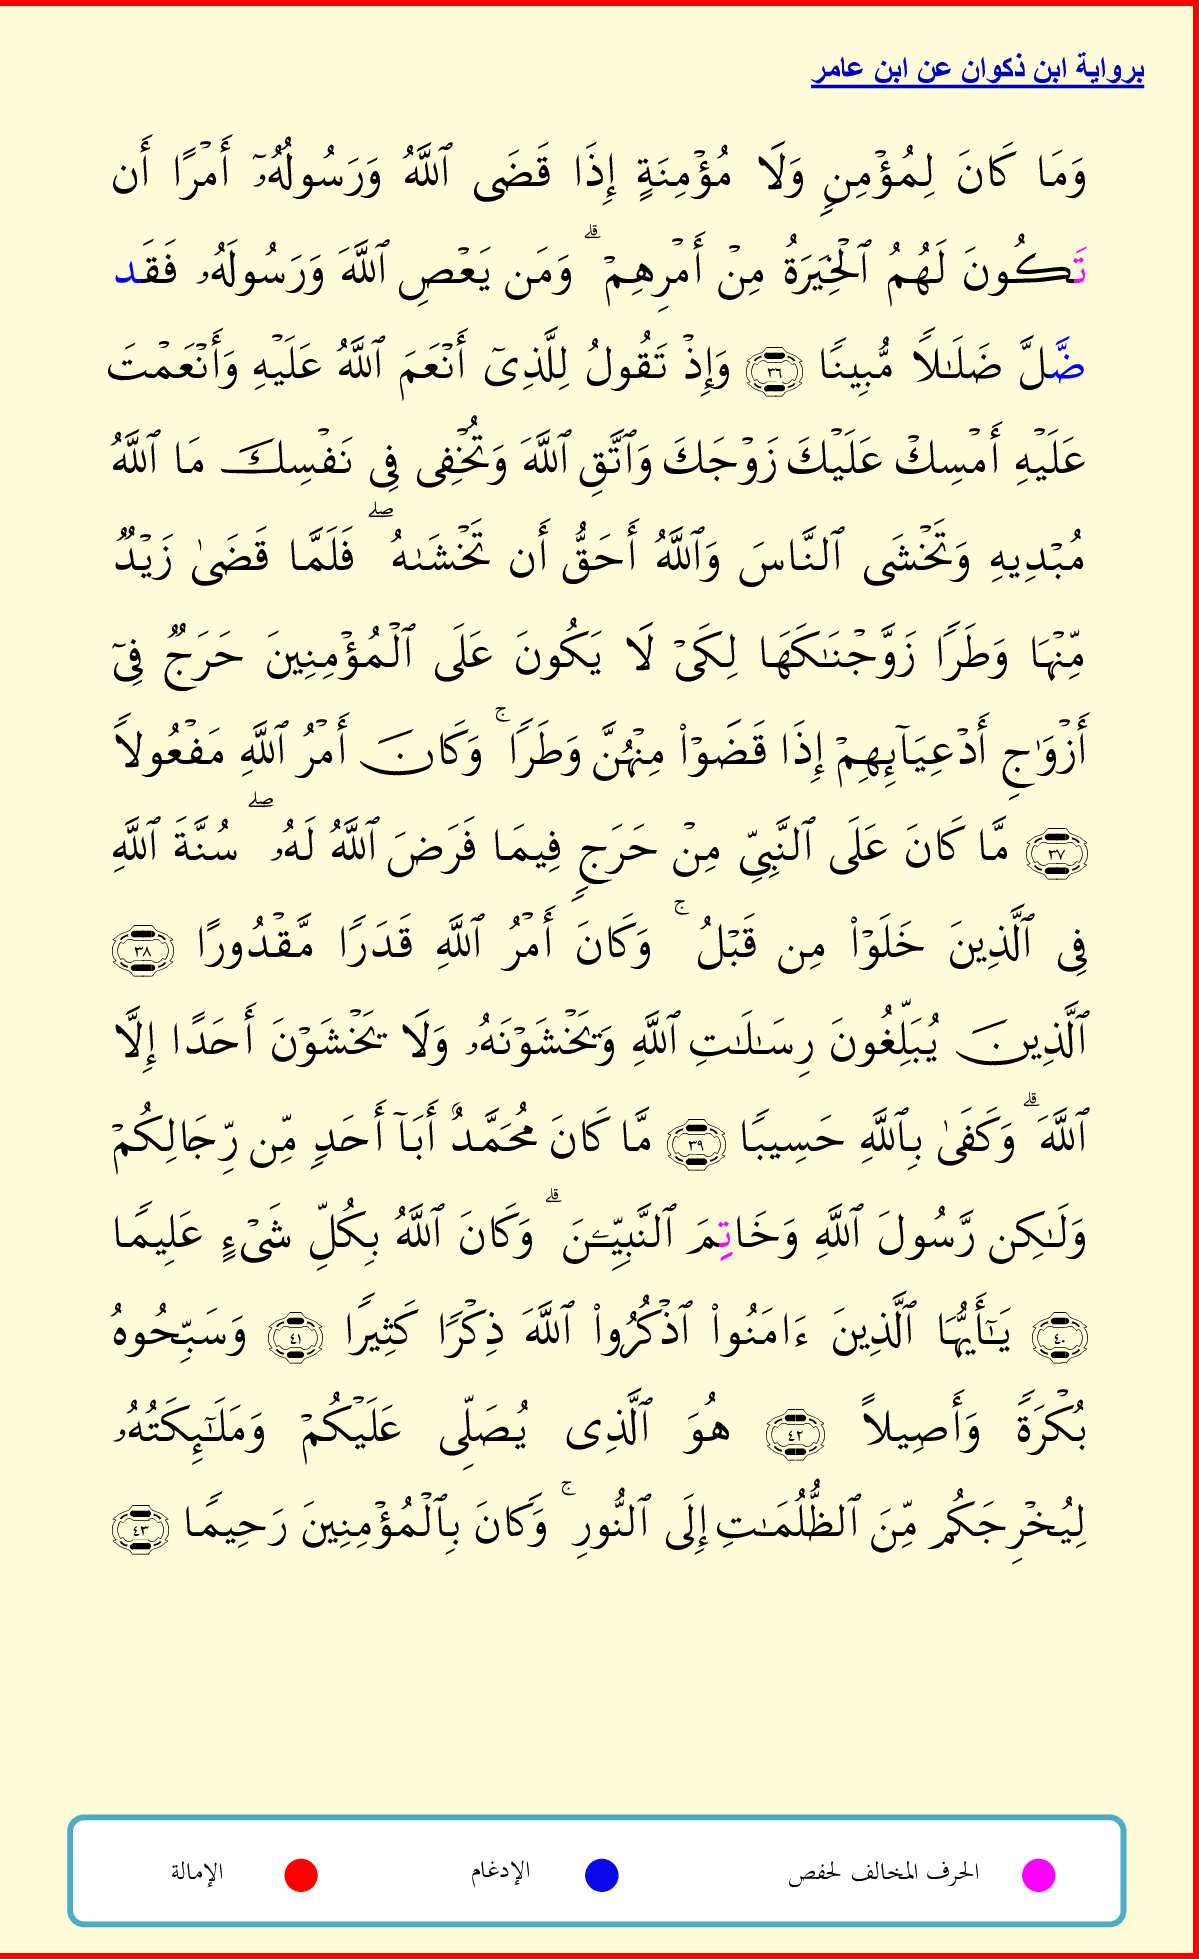 برواية ابن ذكوان عن ابن عامر
وَمَا كَانَ لِمُؤْمِنٍ وَلَا مُؤْمِنَةٍ إِذَا قَضَى ٱللَّهُ وَرَسُولُهُۥٓ أَمْرًا أَن
تَكُونَ لَهُمُ ٱلْخِيَرَةُ مِنْ أَمْرِهِمْ ۗ وَمَن يَعْصِ ٱللَّهَ وَرَسُولَهُۥ فَقَد
ضَّلَّ ضَلَـٰلاً مُّبِينًا ٣٦ وَإِذْ تَقُولُ لِلَّذِىٓ أَنْعَمَ ٱللَّهُ عَلَيْهِ وَأَنْعَمْتَ
عَلَيْهِ أَمْسِكْ عَلَيْكَ زَوْجَكَ وَٱتَّقِ ٱللَّهَ وَتُخْفِى فِى نَفْسِكَ مَا ٱللَّهُ
مُبْدِيهِ وَتَخْشَى ٱلنَّاسَ وَٱللَّهُ أَحَقُّ أَن تَخْشَىٰهُ ۖ فَلَمَّا قَضَىٰ زَيْدٌ
مِّنْهَا وَطَرًا زَوَّجْنَـٰكَهَا لِكَىْ لَا يَكُونَ عَلَى ٱلْمُؤْمِنِينَ حَرَجٌ فِىٓ
أَزْوَٰجِ أَدْعِيَآئِهِمْ إِذَا قَضَوْا۟ مِنْهُنَّ وَطَرًا ۚ وَكَانَ أَمْرُ ٱللَّهِ مَفْعُولاً
٣٧ مَّا كَانَ عَلَى ٱلنَّبِىِّ مِنْ حَرَجٍ فِيمَا فَرَضَ ٱللَّهُ لَهُۥ ۖ سُنَّةَ ٱللَّهِ
فِى ٱلَّذِينَ خَلَوْا۟ مِن قَبْلُ ۚ وَكَانَ أَمْرُ ٱللَّهِ قَدَرًا مَّقْدُورًا ٣٨
ٱلَّذِينَ يُبَلِّغُونَ رِسَـٰلَـٰتِ ٱللَّهِ وَيَخْشَوْنَهُۥ وَلَا يَخْشَوْنَ أَحَدًا إِلَّا
ٱللَّهَ ۗ وَكَفَىٰ بِٱللَّهِ حَسِيبًا ٣٩ مَّا كَانَ مُحَمَّدٌ أَبَآ أَحَدٍ مِّن رِّجَالِكُمْ
وَلَـٰكِن رَّسُولَ ٱللَّهِ وَخَاتِمَ ٱلنَّبِيِّـۧنَ ۗ وَكَانَ ٱللَّهُ بِكُلِّ شَىْءٍ عَلِيمًا
٤٠ يَـٰٓأَيُّهَا ٱلَّذِينَ ءَامَنُوا۟ ٱذْكُرُوا۟ ٱللَّهَ ذِكْرًا كَثِيرًا ٤١ وَسَبِّحُوهُ
بُكْرَةً وَأَصِيلاً ٤٢ هُوَ ٱلَّذِى يُصَلِّى عَلَيْكُمْ وَمَلَـٰٓئِكَتُهُۥ
لِيُخْرِجَكُم مِّنَ ٱلظُّلُمَـٰتِ إِلَى ٱلنُّورِ ۚ وَكَانَ بِٱلْمُؤْمِنِينَ رَحِيمًا ٤٣
الحرف المخالف لحفص الإدغام الإمالة